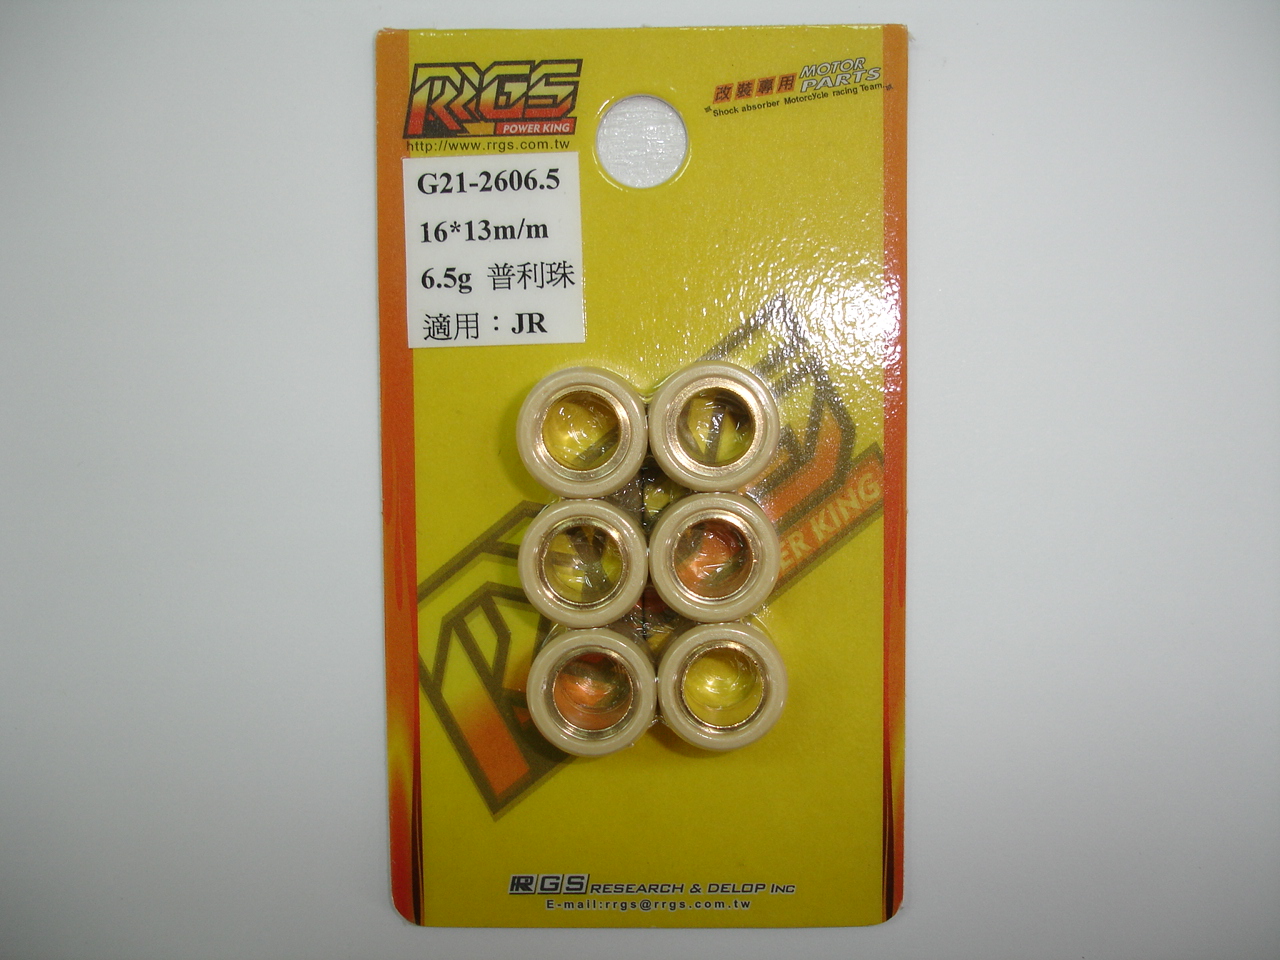 RRGS
POWER KING
http://www.rrgs.com.tw
改裝專用 MOTOR PARTS
"Shock absorber Motorcycle racing Team"
G21-2606.5
16*13m/m
6.5g 普利珠
適用：JR
ER KING
RRGS RESEARCH & DELOP INC
E-mail:rrgs@rrgs.com.tw